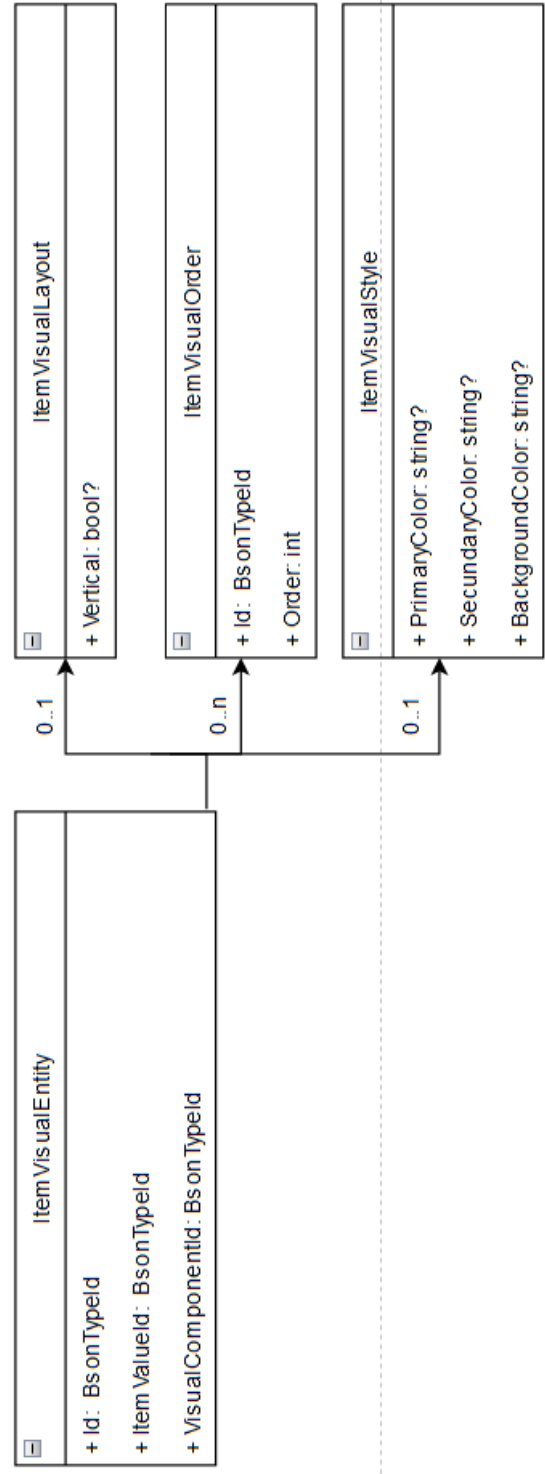 ItemVisualEntity
+ Id: BsonTypeId
+ ItemValueId: BsonTypeId
+ VisualComponentId: BsonTypeId
0..1
0..n
0..1
ItemVisualLayout
+ Vertical: bool?
ItemVisualOrder
+ Id: BsonTypeId
+ Order: int
ItemVisualStyle
+ PrimaryColor: string?
+ SecundaryColor: string?
+ BackgroundColor: string?